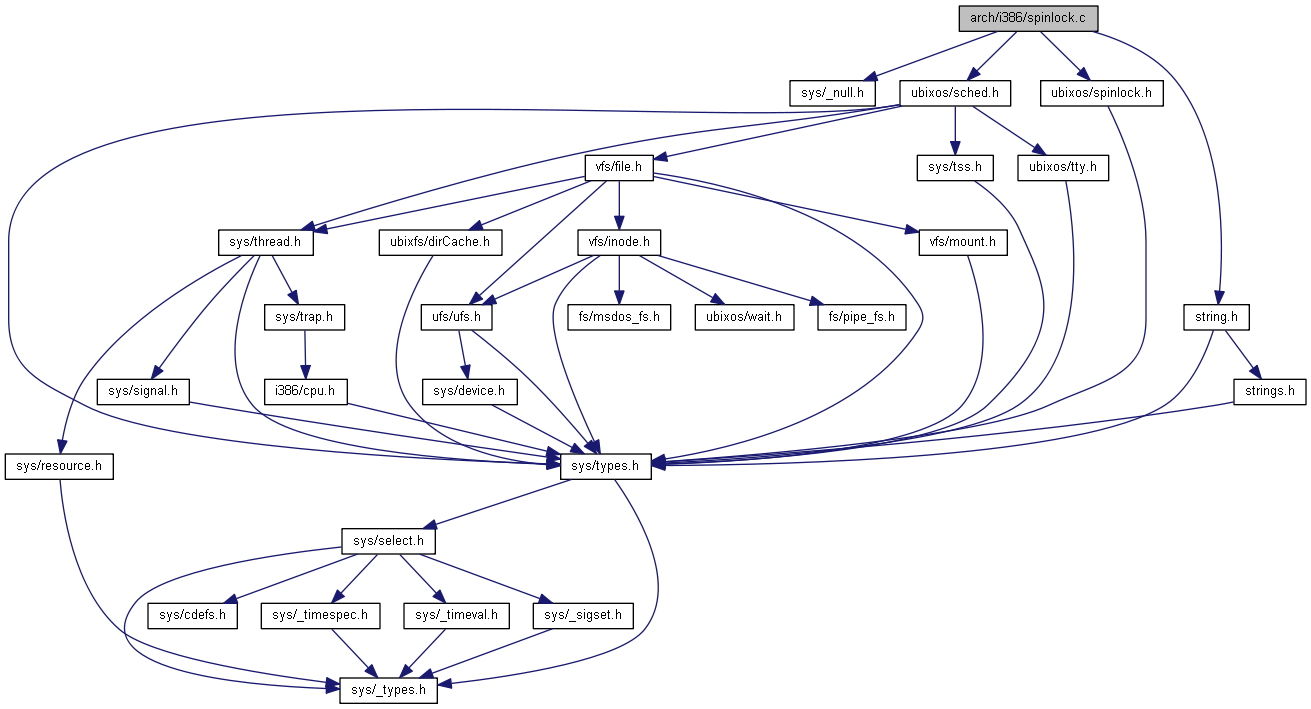 arch/i386/spinlock.c
sys/_null.h
ubixos/sched.h
ubixos/spinlock.h
vfs/file.h
sys/tss.h
ubixos/tty.h
sys/thread.h
ubixfs/dirCache.h
vfs/inode.h
vfs/mount.h
sys/trap.h
ufs/ufs.h
fs/msdos_fs.h
ubixos/wait.h
fs/pipe_fs.h
string.h
sys/signal.h
i386/cpu.h
sys/device.h
strings.h
sys/resource.h
sys/types.h
sys/select.h
sys/cdefs.h
sys/_timespec.h
sys/_timeval.h
sys/_sigset.h
sys/_types.h